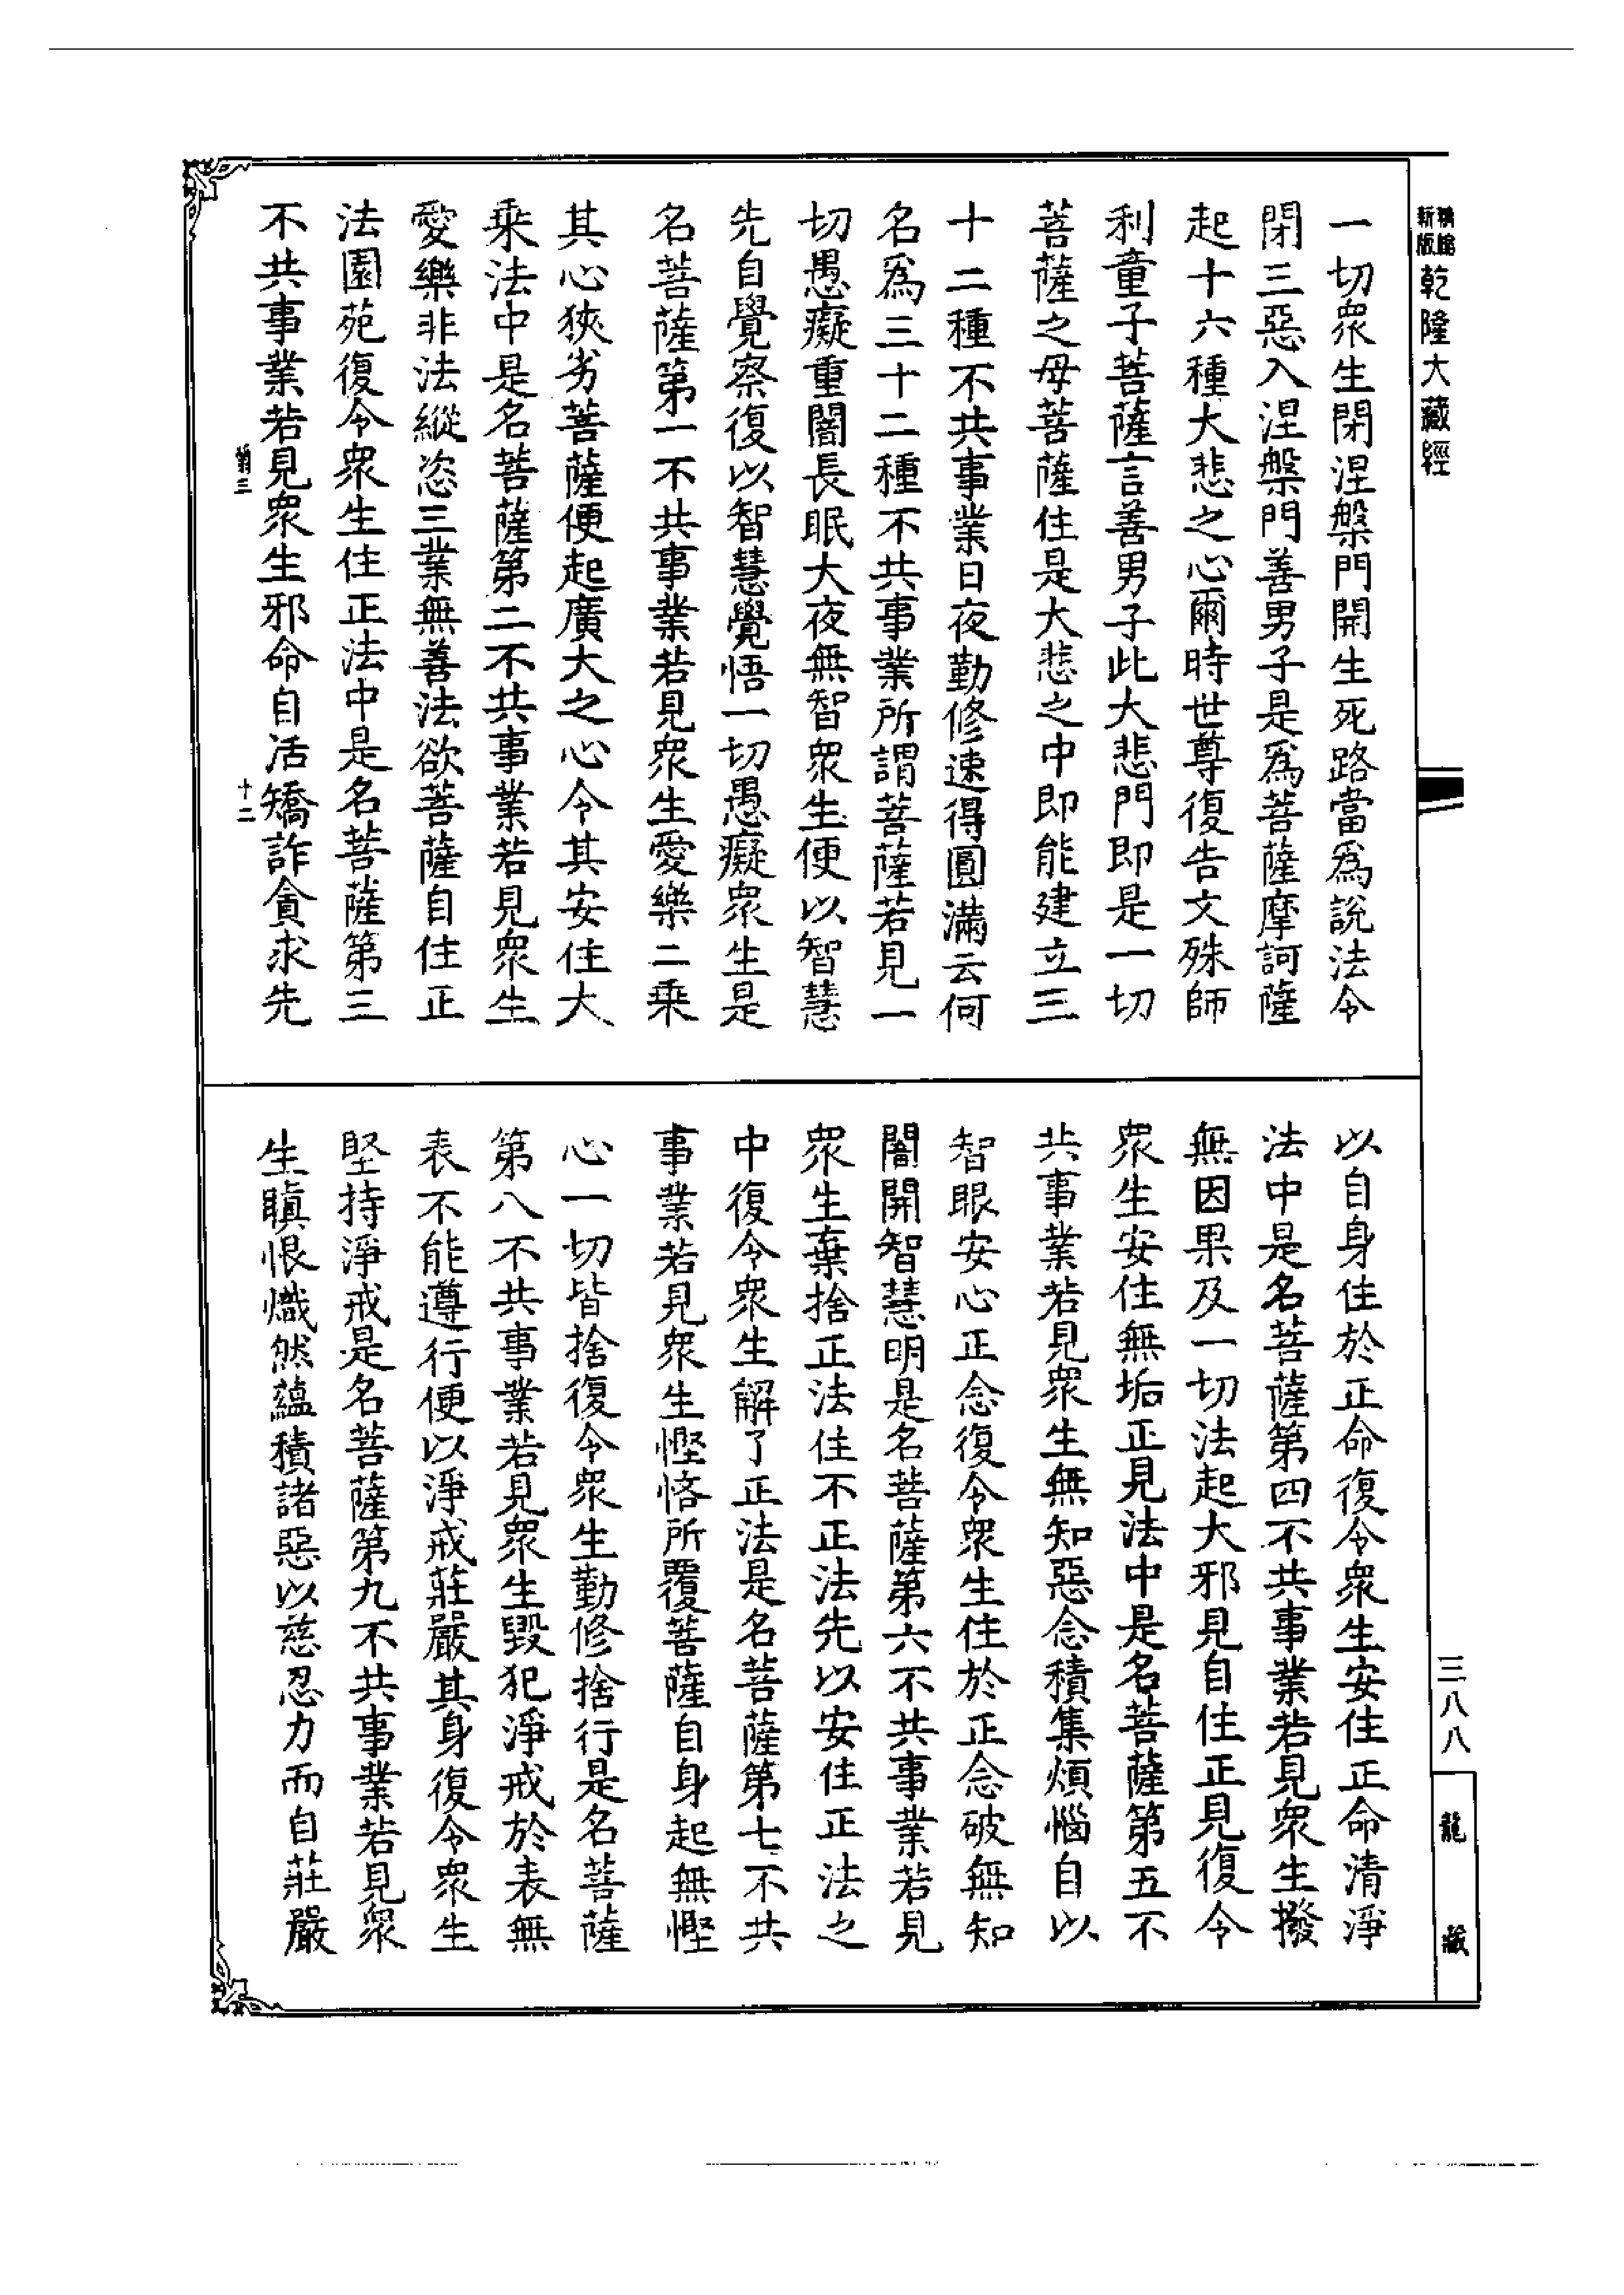 新版
乾隆大藏經
一切衆生閉涅槃門開生死路當爲說法令
閉三惡入涅槃門善男子是爲菩薩摩訶薩
起十六種大悲之心爾時世尊復告文殊師
利童子菩薩言善男子此大悲門即是一切
菩薩之母菩薩住是大悲之中即能建立三
十二種不共事業日夜勤修速得圓滿云何
名爲三十二種不共事業所謂菩薩若見一
切愚癡重闇長眠大夜無智衆生便以智慧
先自覺察復以智慧覺悟一切愚癡衆生是
名菩薩第一不共事業若見衆生愛樂二乘
其心狹劣菩薩便起廣大之心令其安住大
乘法中是名菩薩第二不共事業若見衆生
愛樂非法縱恣三業無善法欲菩薩自住正
法園苑復令衆生住正法中是名菩薩第三
不共事業若見衆生邪命自活矯詐貪求先
十二
以自身住於正命復令衆生安住正命清淨
法中是名菩薩第四不共事業若見衆生撥
無因果及一切法起大邪見自住正見復令
衆生安住無垢正見法中是名菩薩第五不
共事業若見衆生無知惡念積集煩惱自以
智眼安心正念復令衆生住於正念破無知
闇開智慧明是名菩薩第六不共事業若見
衆生棄捨正法住不正法先以安住正法之
中復令衆生解了正法是名菩薩第七不共
事業若見衆生慳悋所覆菩薩自身起無慳
心一切皆捨復令衆生勤修捨行是名菩薩
第八不共事業若見衆生毀犯淨戒於表無
表不能遵行便以淨戒莊嚴其身復令衆生
堅持淨戒是名菩薩第九不共事業若見衆
生瞋恨熾然蘊積諸惡以慈忍力而自莊嚴
三八八
龍藏